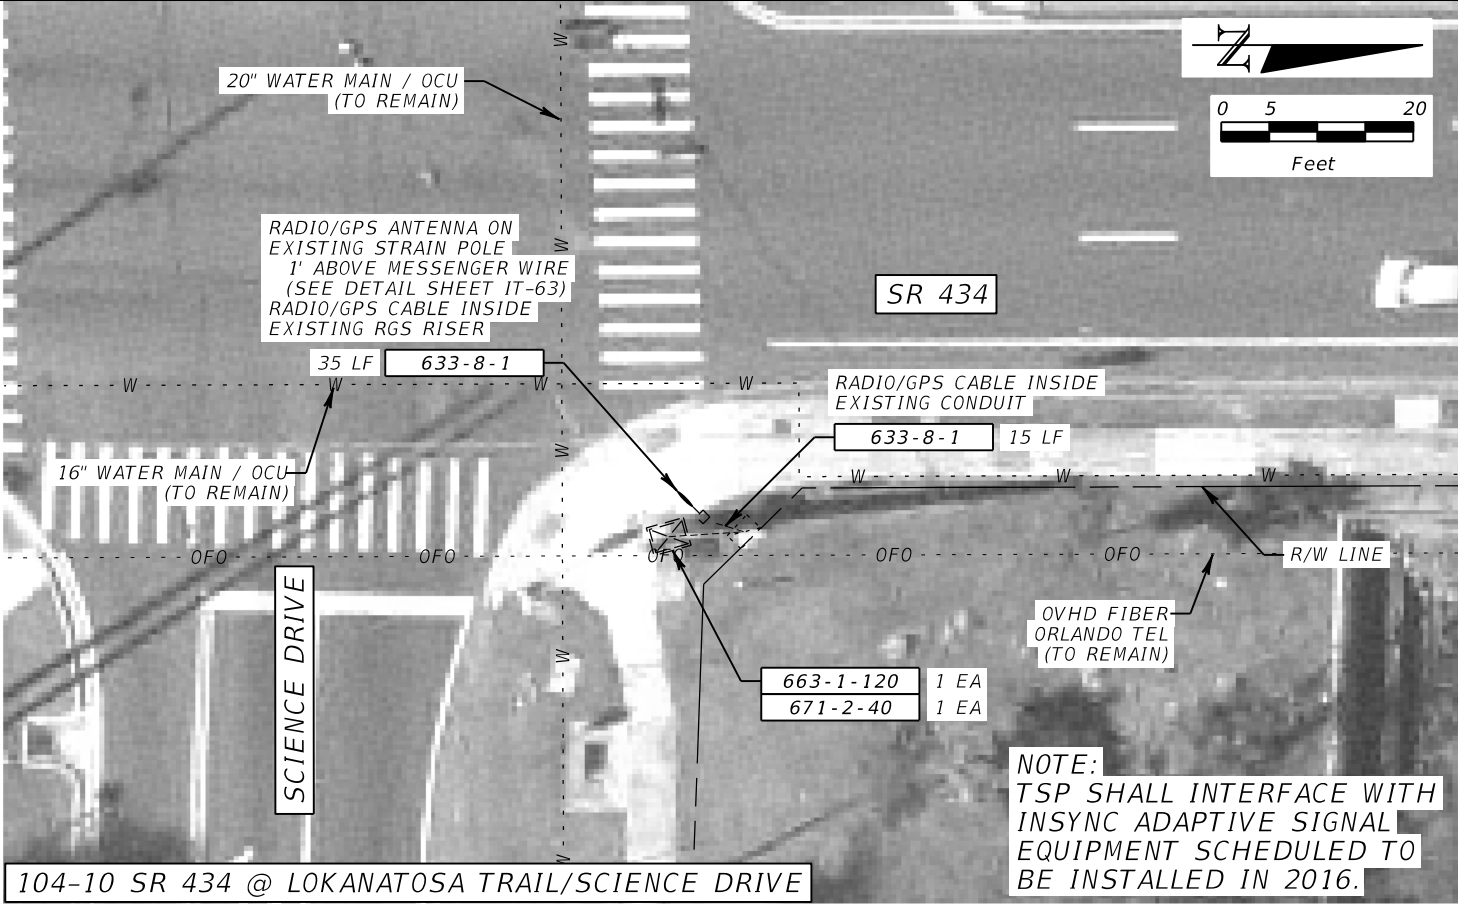 20" WATER MAIN / OCU
(TO REMAIN)
N
0 5 20
Feet
RADIO/GPS ANTENNA ON
EXISTING STRAIN POLE
1' ABOVE MESSENGER WIRE
(SEE DETAIL SHEET IT-63)
RADIO/GPS CABLE INSIDE
EXISTING RGS RISER
35 LF 633-8-1
SR 434
RADIO/GPS CABLE INSIDE
EXISTING CONDUIT
633-8-1 15 LF
W
W
W
W
W
W
W
W W W W
W W W
16" WATER MAIN / OCU
(TO REMAIN)
OFO OFO OFO OFO OFO
R/W LINE
SCIENCE DRIVE
OVHD FIBER
ORLANDO TEL
(TO REMAIN)
663-1-120 1 EA
671-2-40 1 EA
NOTE:
TSP SHALL INTERFACE WITH
INSYNC ADAPTIVE SIGNAL
EQUIPMENT SCHEDULED TO
BE INSTALLED IN 2016.
104-10 SR 434 @ LOKANATOSA TRAIL/SCIENCE DRIVE